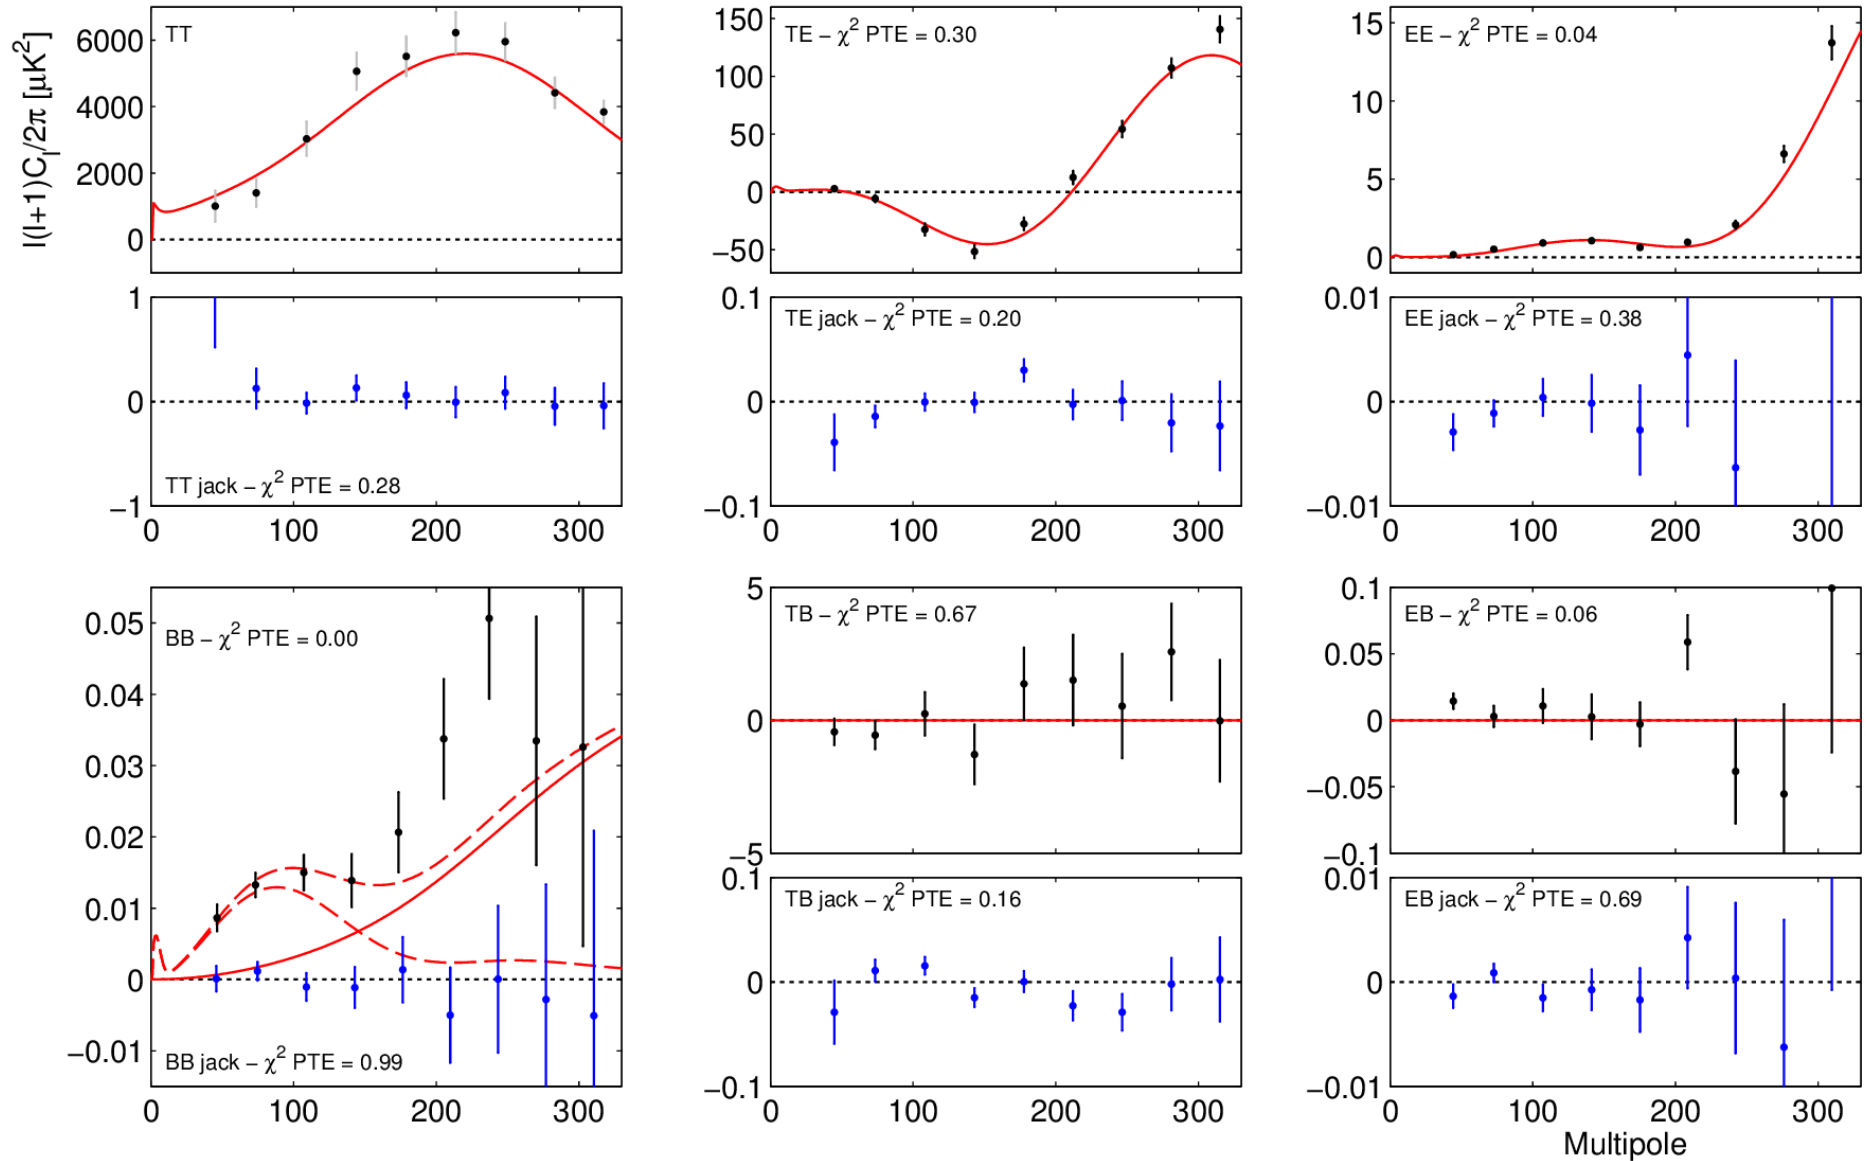 l(l+1)C_l/2π [μK²]
TT
6000
4000
2000
0
TE − χ² PTE = 0.30
150
100
50
0
−50
EE − χ² PTE = 0.04
15
10
5
0
1
0
−1
TT jack − χ² PTE = 0.28
0 100 200 300
0.1
0
−0.1
TE jack − χ² PTE = 0.20
0 100 200 300
0.01
0
−0.01
EE jack − χ² PTE = 0.38
0 100 200 300
BB − χ² PTE = 0.00
0.05
0.04
0.03
0.02
0.01
0
−0.01
BB jack − χ² PTE = 0.99
0 100 200 300
5
TB − χ² PTE = 0.67
0
−5
0.1
TB jack − χ² PTE = 0.16
0
−0.1
0 100 200 300
0.1
EB − χ² PTE = 0.06
0.05
0
−0.05
−0.1
0.01
EB jack − χ² PTE = 0.69
0
−0.01
0 100 200 300
Multipole